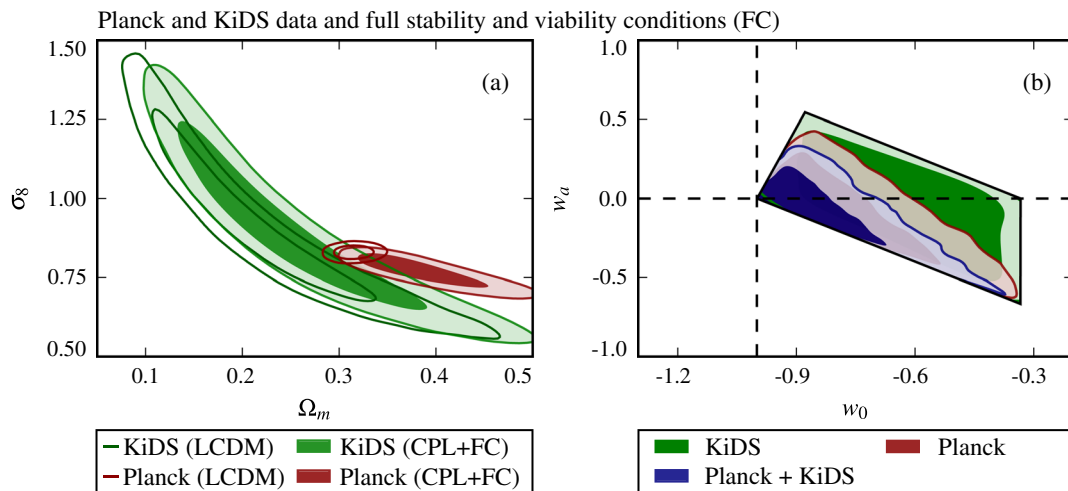 Planck and KiDS data and full stability and viability conditions (FC)
(a)
1.50
1.25
1.00
0.75
0.50
σ8
0.1 0.2 0.3 0.4 0.5
Ωm
KiDS (LCDM) KiDS (CPL+FC)
Planck (LCDM) Planck (CPL+FC)
(b)
1.0
0.5
0.0
-0.5
-1.0
wa
-1.2 -0.9 -0.6 -0.3
w0
KiDS Planck
Planck + KiDS